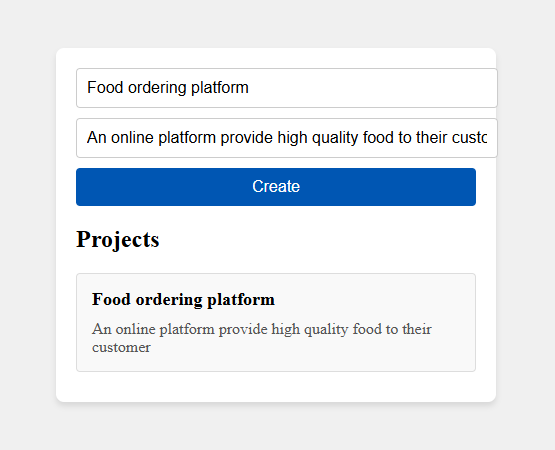 Food ordering platform
An online platform provide high quality food to their custo
Create
Projects
Food ordering platform
An online platform provide high quality food to their
customer